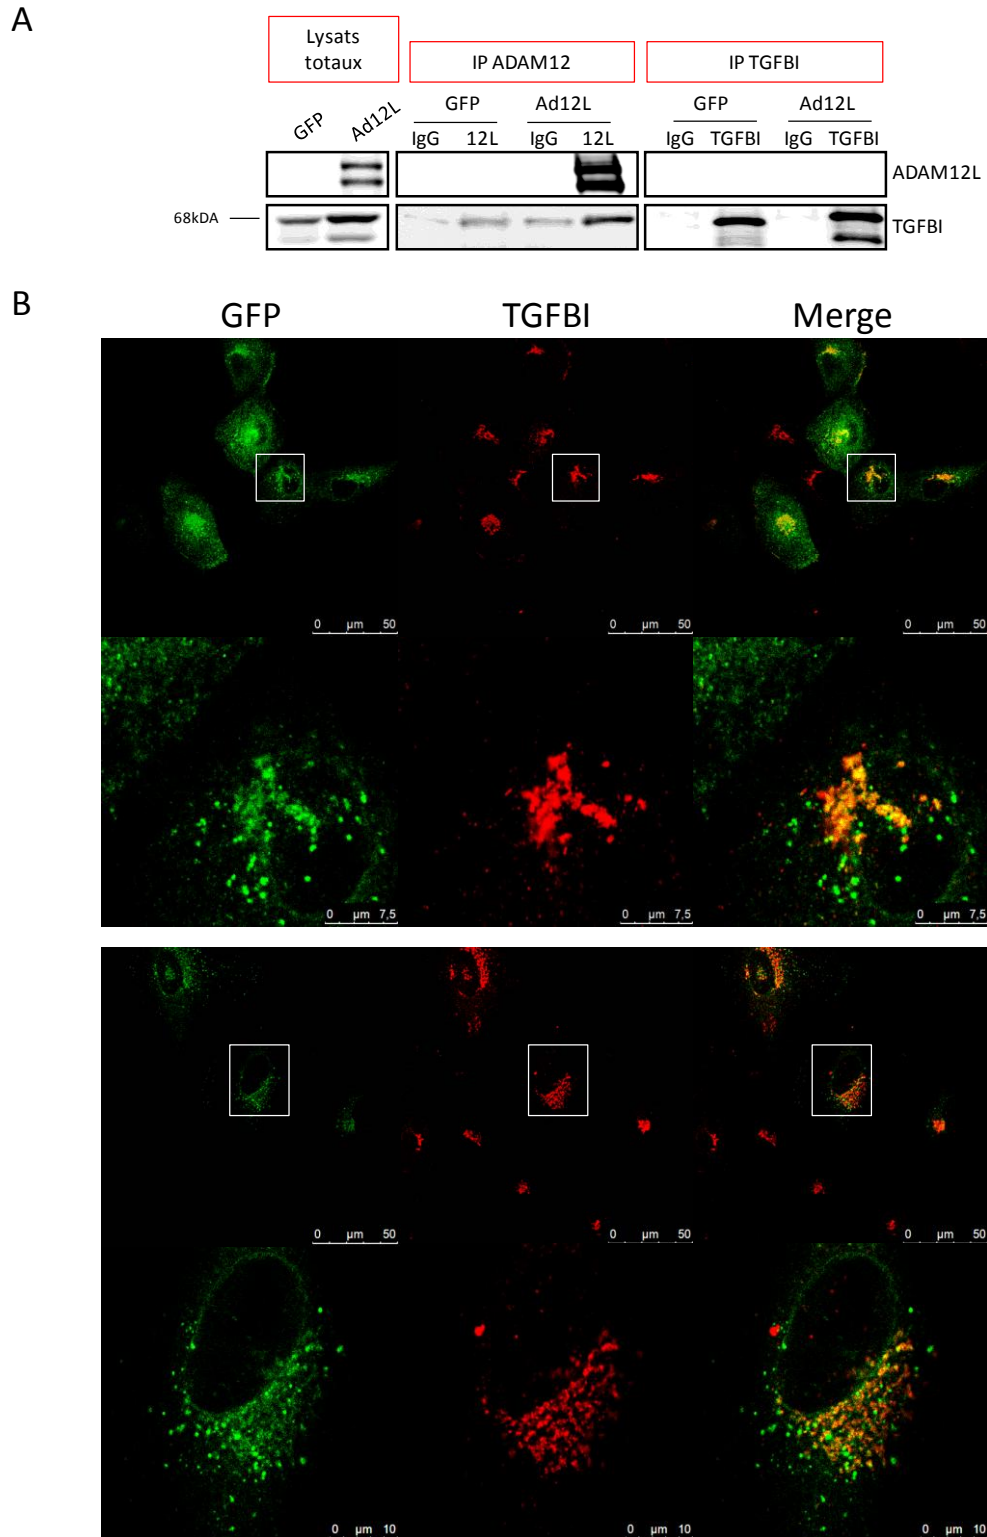 A
Lysats
totaux
IP ADAM12
IP TGFBI
GFP Ad12L
GFP Ad12L
GFP Ad12L
IgG 12L IgG 12L
IgG TGFBI IgG TGFBI
ADAM12L
68kDA
TGFBI
B
GFP TGFBI Merge
0 µm 50 0 µm 50 0 µm 50
0 µm 7,5 0 µm 7,5 0 µm 7,5
0 µm 50 0 µm 50 0 µm 50
0 µm 10 0 µm 10 0 µm 10